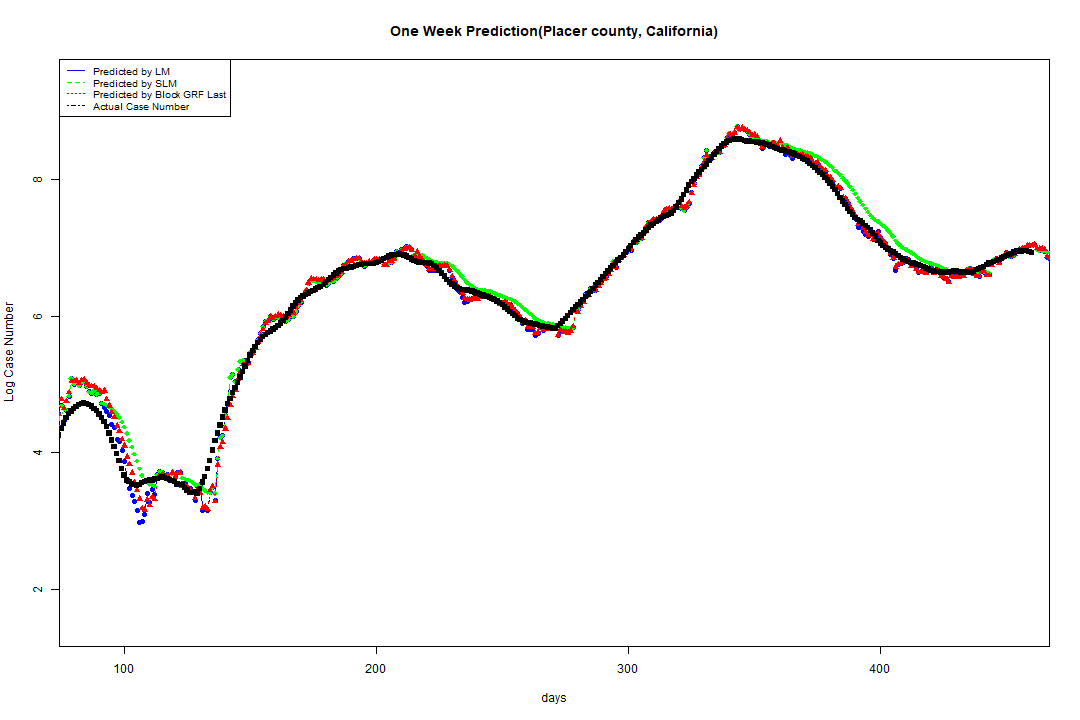 One Week Prediction(Placer county, California)
Predicted by LM
Predicted by SLM
Predicted by Block GRF Last
Actual Case Number
8
6
4
2
Log Case Number
100 200 300 400
days